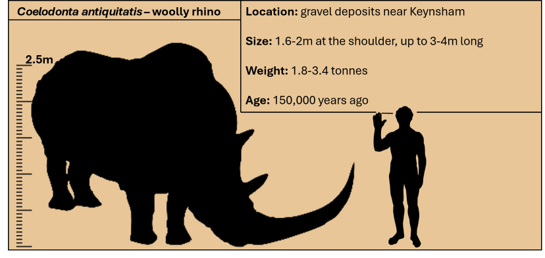 Coelodonta antiquitatis – woolly rhino
Location: gravel deposits near Keynsham
Size: 1.6-2m at the shoulder, up to 3-4m long
Weight: 1.8-3.4 tonnes
Age: 150,000 years ago
2.5m